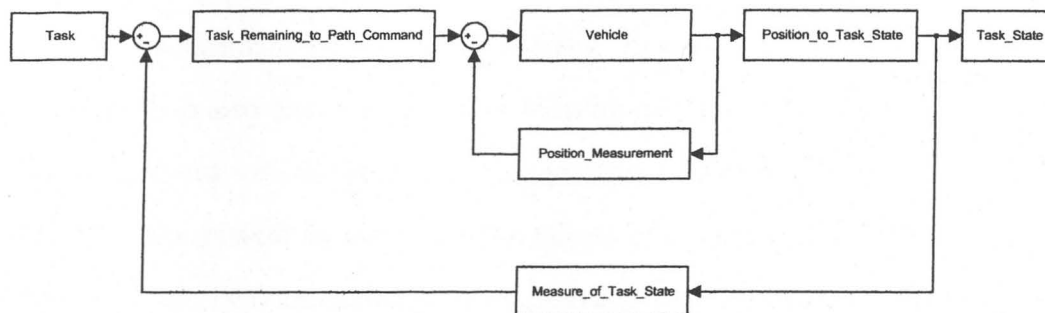 Task
+
-
Task_Remaining_to_Path_Command
+
-
Vehicle
Position_to_Task_State
Task_State
Position_Measurement
Measure_of_Task_State